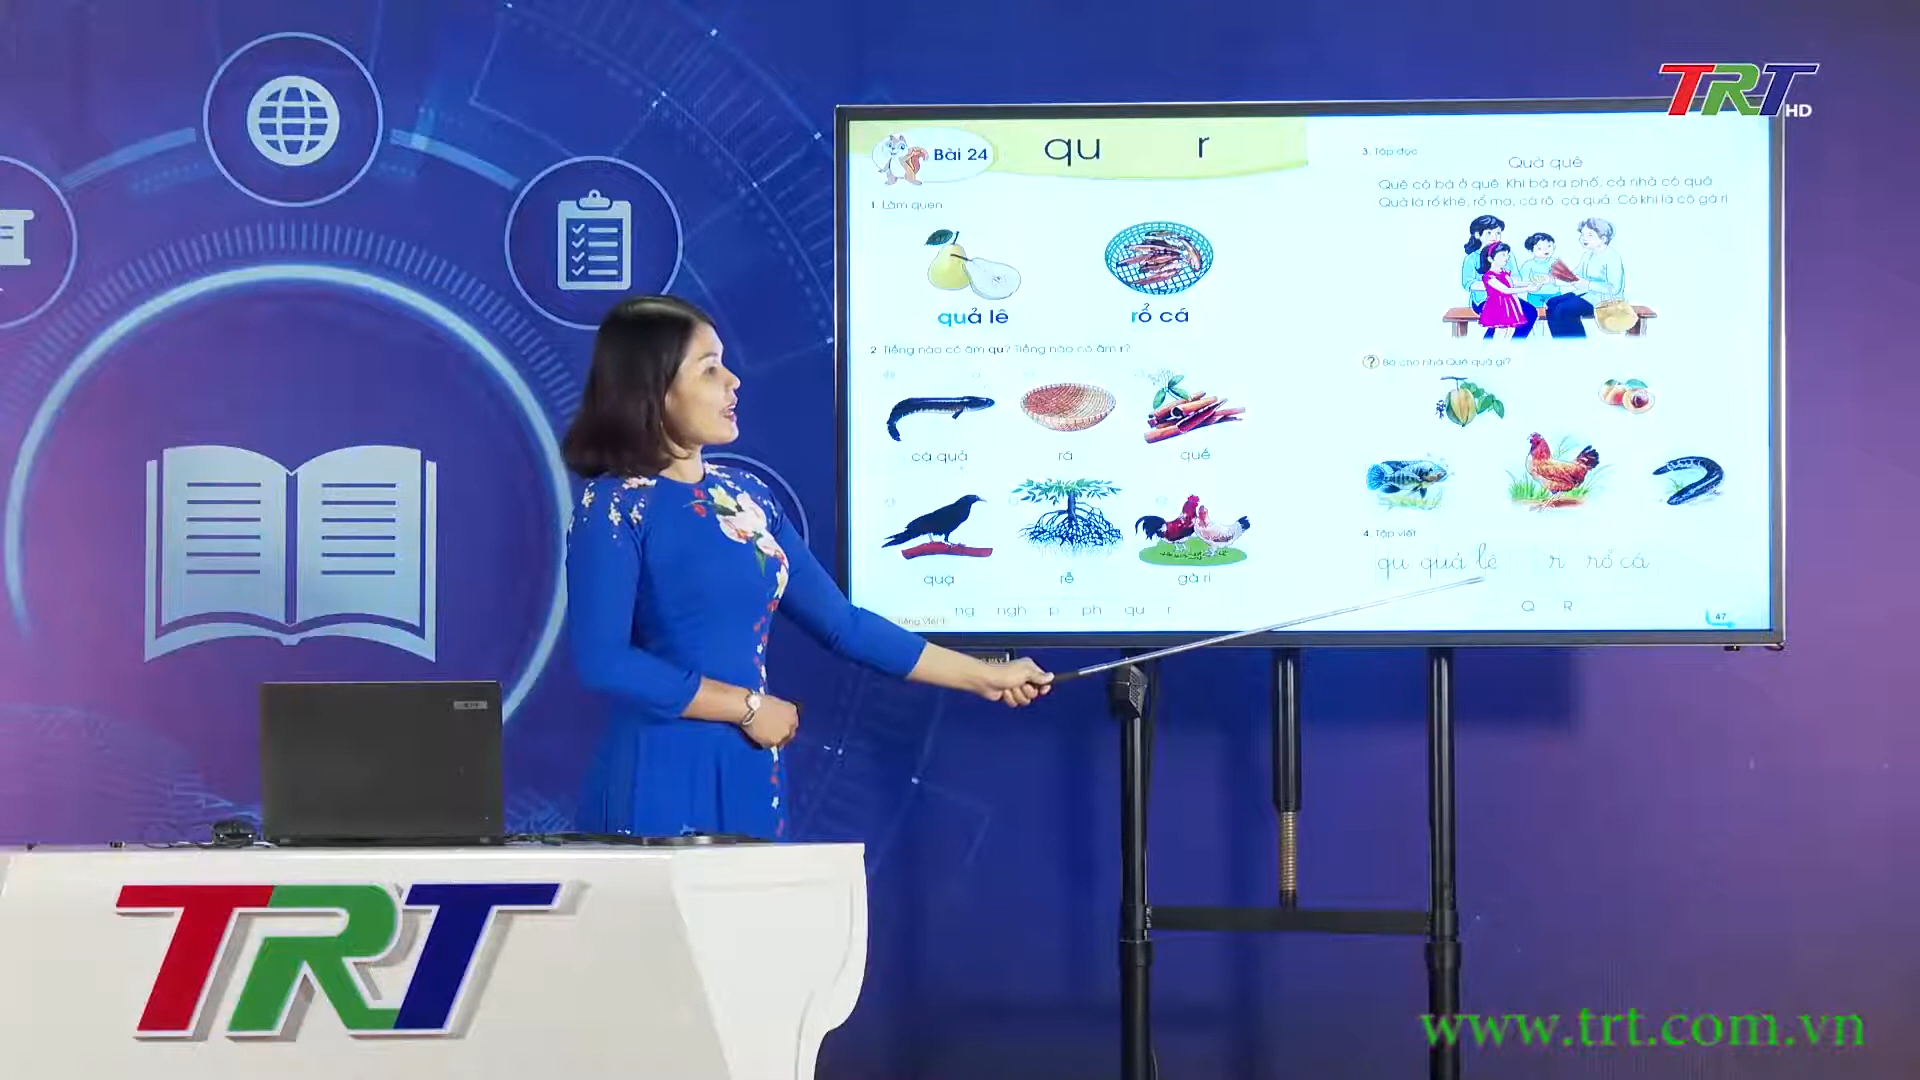 TRT HD
Bài 24
qu r
1. Làm quen
quả lê
rổ cá
2. Tiếng nào có âm qu? Tiếng nào có âm r?
cá quả
rá
quế
quạ
rễ
gà ri
ng ngh p ph qu r
Tiếng Việt 1
3. Tập đọc
Quà quê
Quê có bà ở quê. Khi bà ra phố, cả nhà có quà.
Quà là rổ khế, rổ mơ, cá rô, cá quả. Có khi là cô gà ri.
? Bà cho nhà Quế quà gì?
4. Tập viết
qu quả lê r rổ cá
Q R
47
TRT
www.trt.com.vn